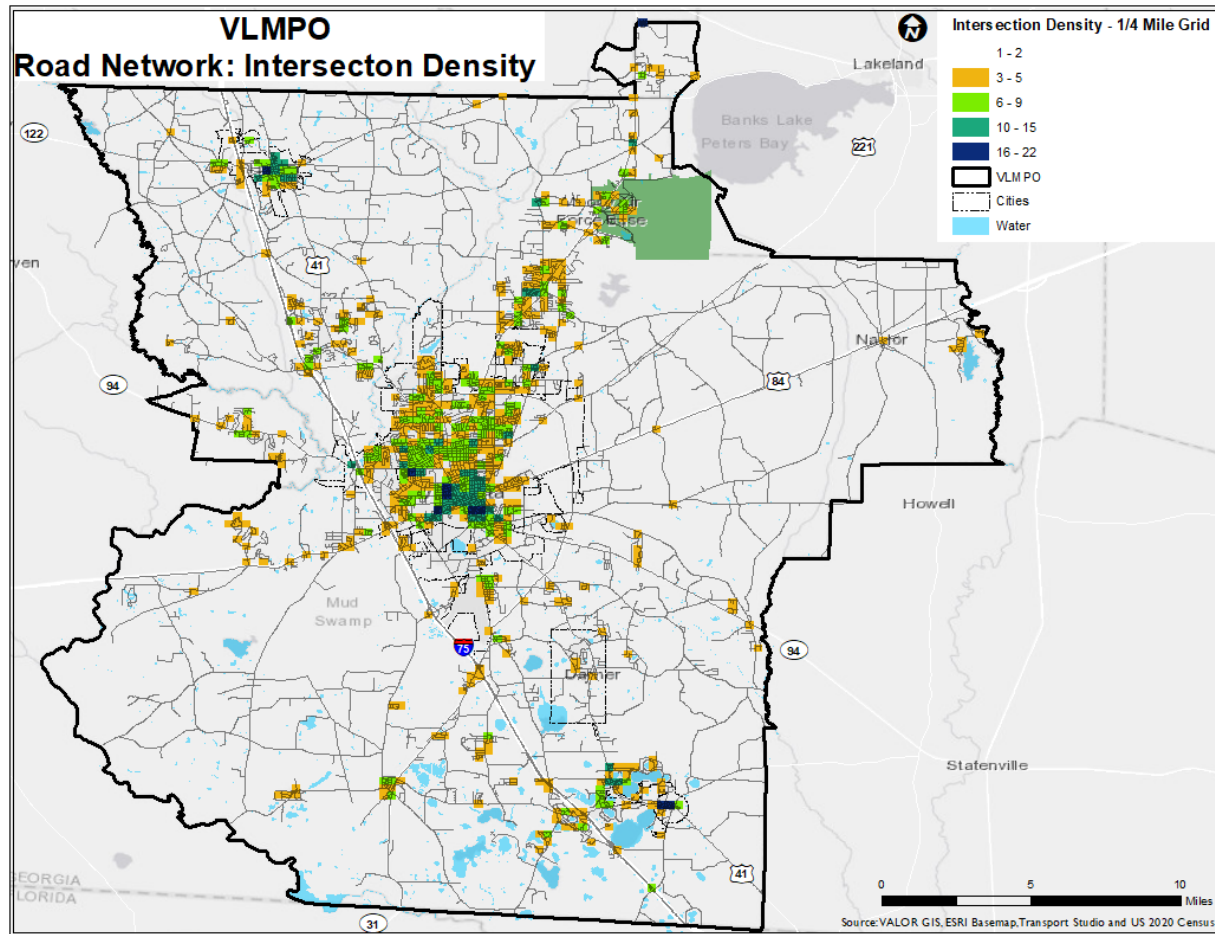 VLMPO
Road Network: Intersecton Density
N
Intersection Density - 1/4 Mile Grid
1 - 2
3 - 5
6 - 9
10 - 15
16 - 22
VLMPO
Cities
Water
Lakeland
Banks Lake
Peters Bay
221
122
41
84
94
Howell
Mud
Swamp
75
94
Statenville
41
GEORGIA
FLORIDA
31
0 5 10
Miles
Source:VALOR GIS, ESRI Basemap,Transport Studio and US 2020 Census